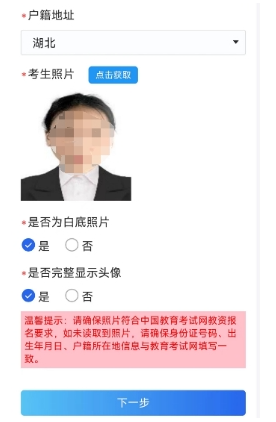 *户籍地址
湖北
*考生照片 点击获取
*是否为白底照片
是 否
*是否完整显示头像
是 否
温馨提示：请确保照片符合中国教育考试网教资报
名要求，如未读取到照片，请确保身份证号码、出
生年月日、户籍所在地信息与教育考试网填写一
致。
下一步